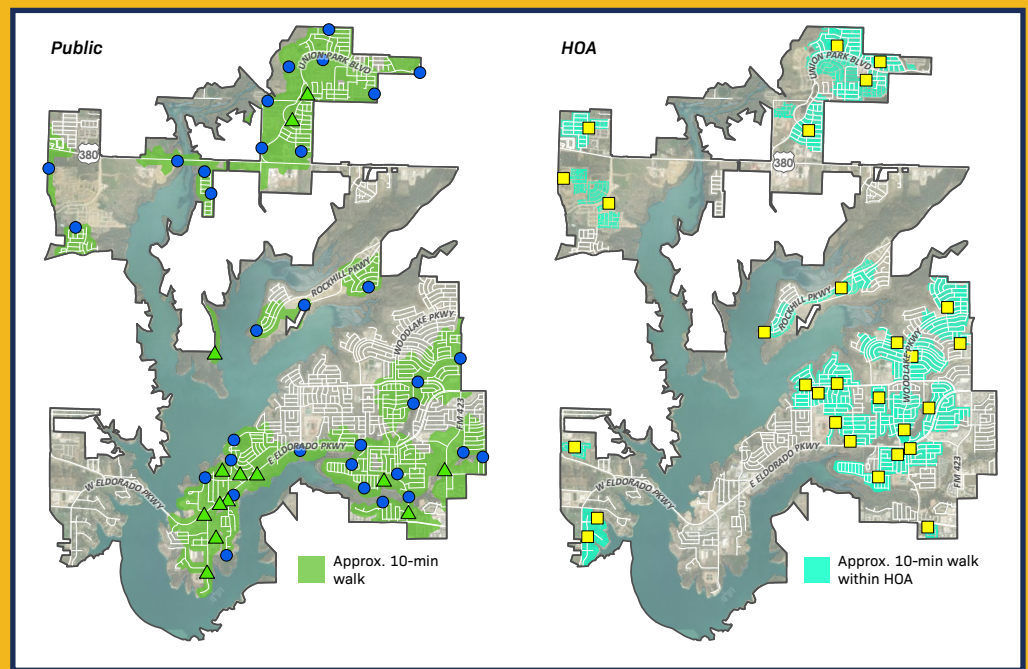 Public
UNION PARK BLVD
380
ROCKHILL PKWY
WOODLAKE PKWY
FM 423
E ELDORADO PKWY
W ELDORADO PKWY
Approx. 10-min
walk
HOA
UNION PARK BLVD
380
ROCKHILL PKWY
WOODLAKE PKWY
FM 423
E ELDORADO PKWY
W ELDORADO PKWY
Approx. 10-min walk
within HOA